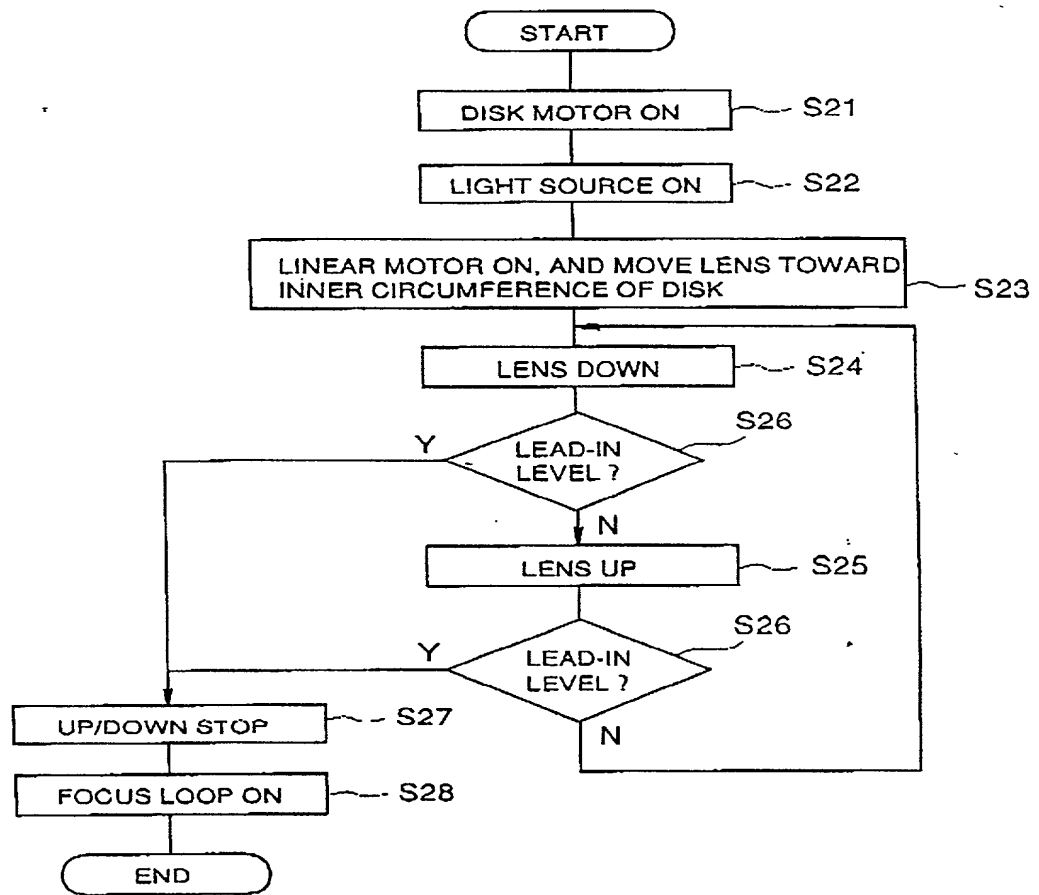 START
DISK MOTOR ON
S21
LIGHT SOURCE ON
S22
LINEAR MOTOR ON, AND MOVE LENS TOWARD
INNER CIRCUMFERENCE OF DISK
S23
LENS DOWN
S24
S26
Y
LEAD-IN
LEVEL ?
N
LENS UP
S25
S26
Y
LEAD-IN
LEVEL ?
N
UP/DOWN STOP
S27
FOCUS LOOP ON
S28
END